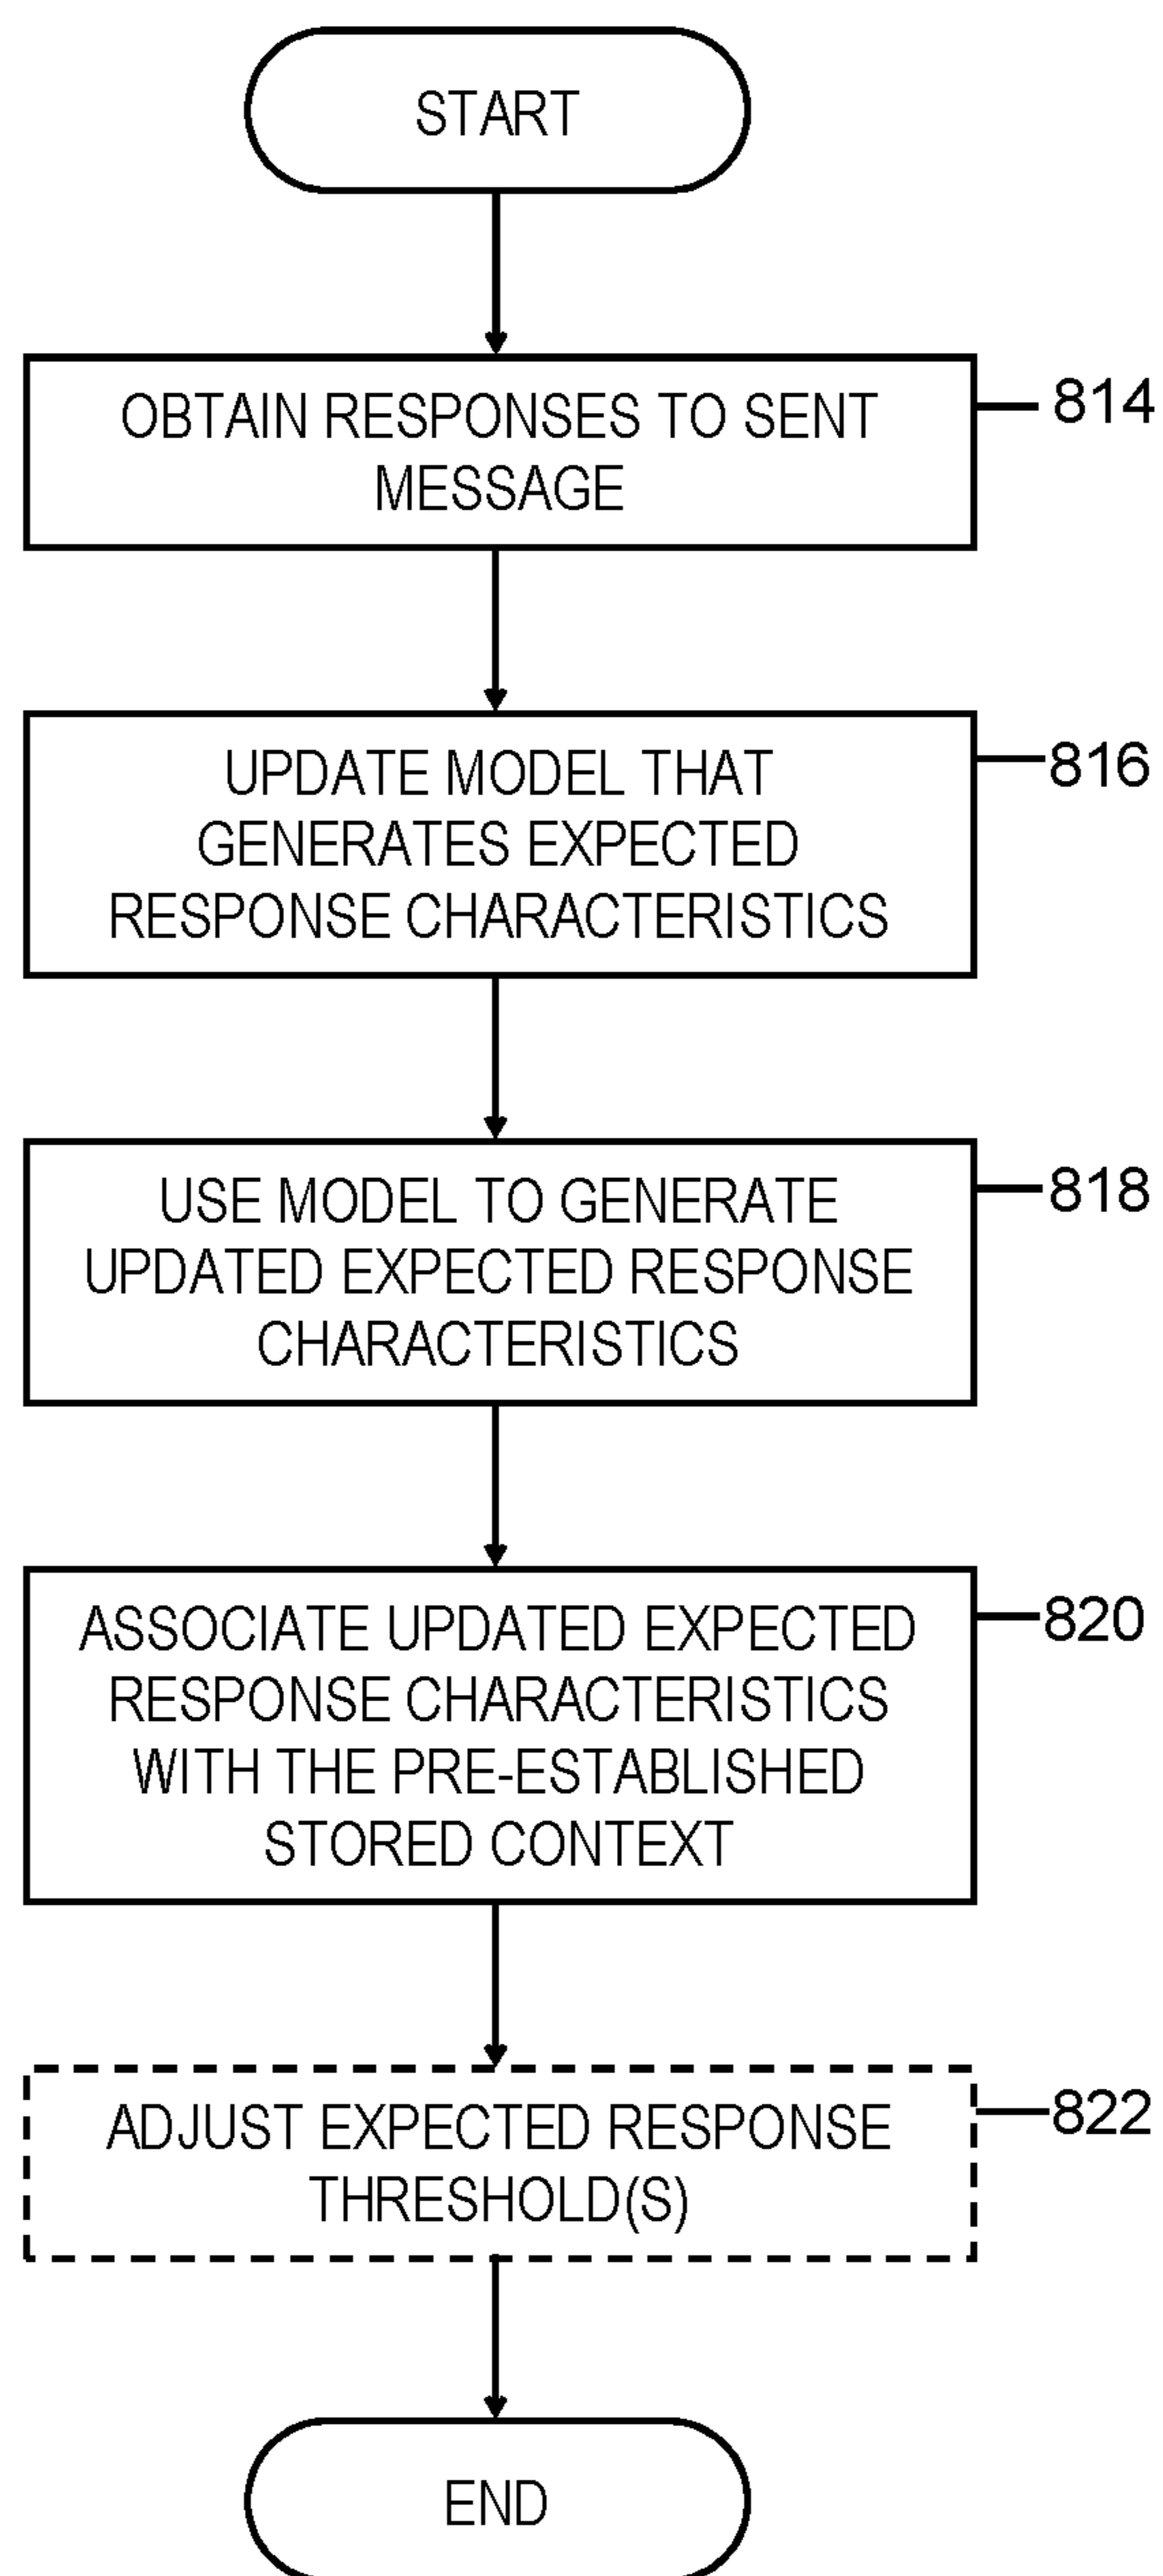 START
OBTAIN RESPONSES TO SENT
MESSAGE
814
UPDATE MODEL THAT
GENERATES EXPECTED
RESPONSE CHARACTERISTICS
816
USE MODEL TO GENERATE
UPDATED EXPECTED RESPONSE
CHARACTERISTICS
818
ASSOCIATE UPDATED EXPECTED
RESPONSE CHARACTERISTICS
WITH THE PRE-ESTABLISHED
STORED CONTEXT
820
ADJUST EXPECTED RESPONSE
THRESHOLD(S)
822
END